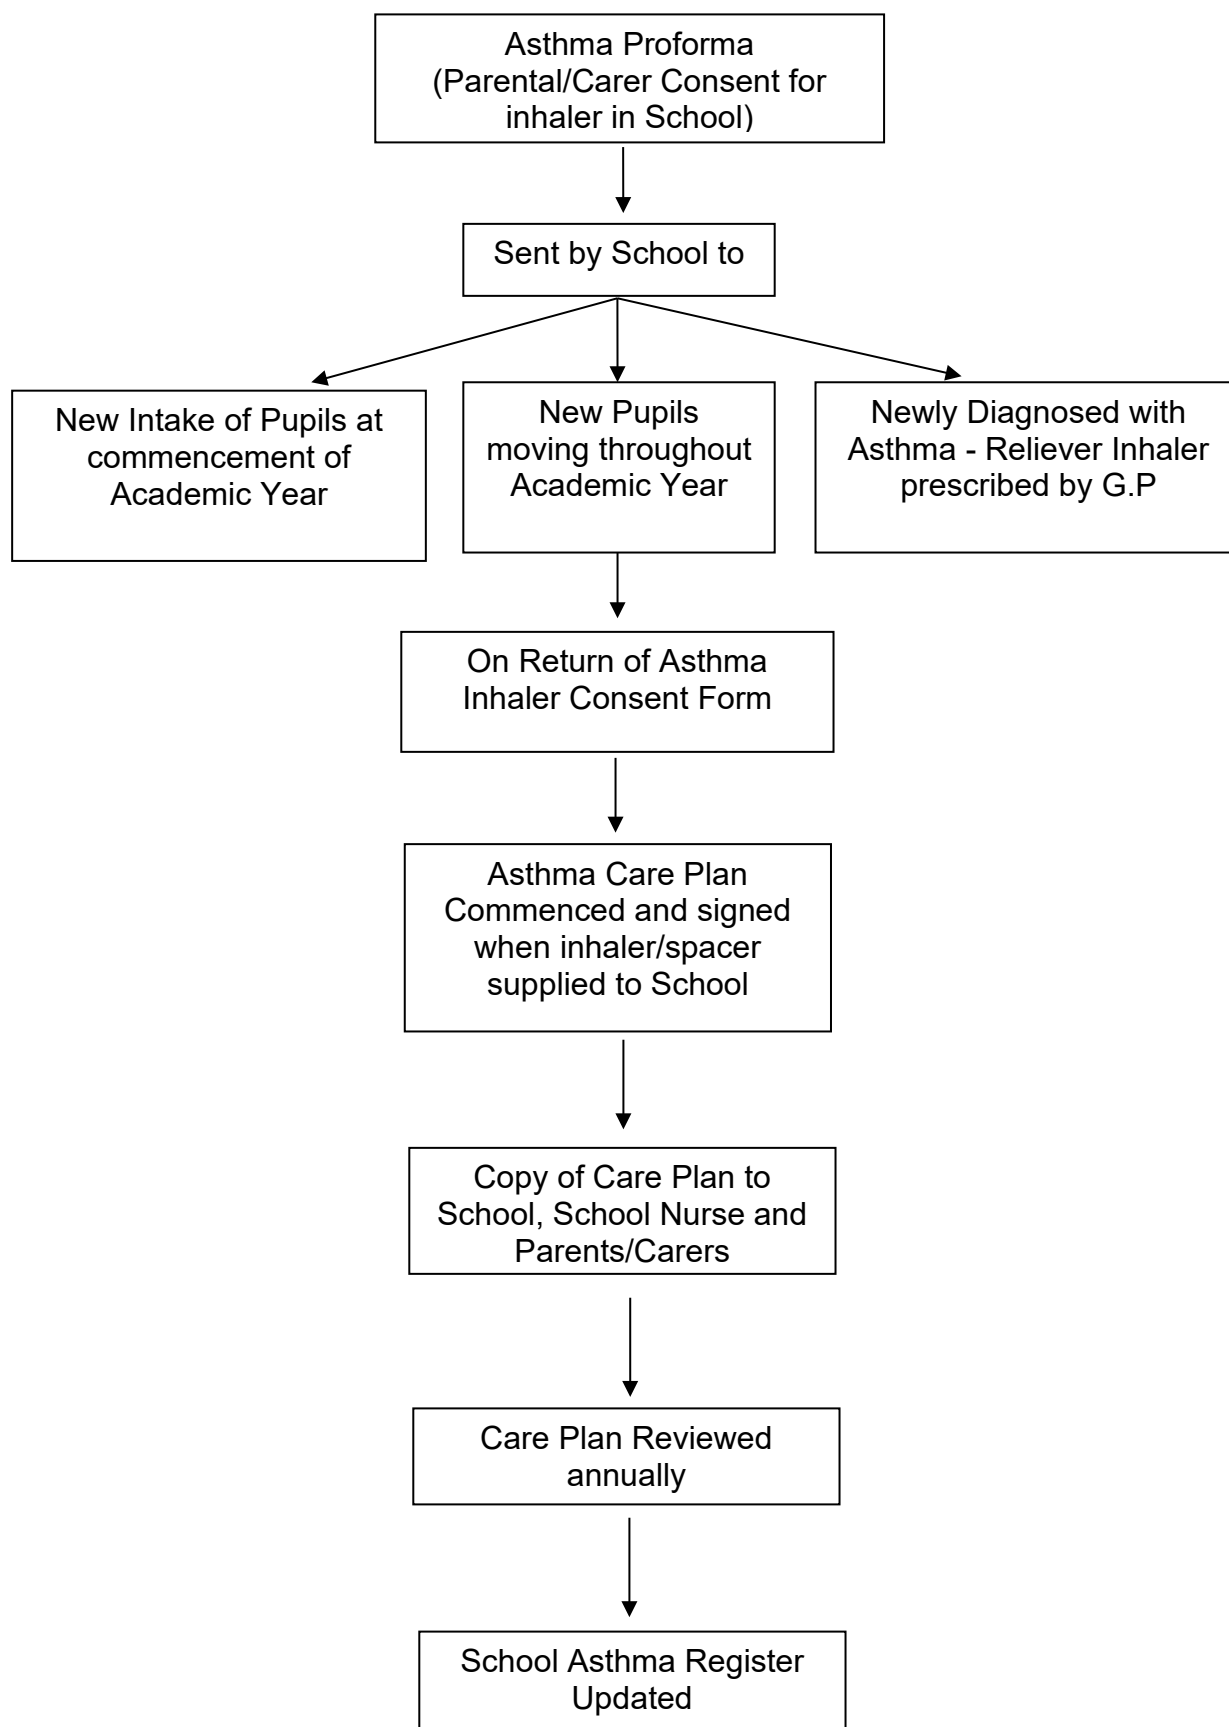 Asthma Proforma
(Parental/Carer Consent for
inhaler in School)
Sent by School to
New Intake of Pupils at
commencement of
Academic Year
New Pupils
moving throughout
Academic Year
Newly Diagnosed with
Asthma - Reliever Inhaler
prescribed by G.P
On Return of Asthma
Inhaler Consent Form
Asthma Care Plan
Commenced and signed
when inhaler/spacer
supplied to School
Copy of Care Plan to
School, School Nurse and
Parents/Carers
Care Plan Reviewed
annually
School Asthma Register
Updated